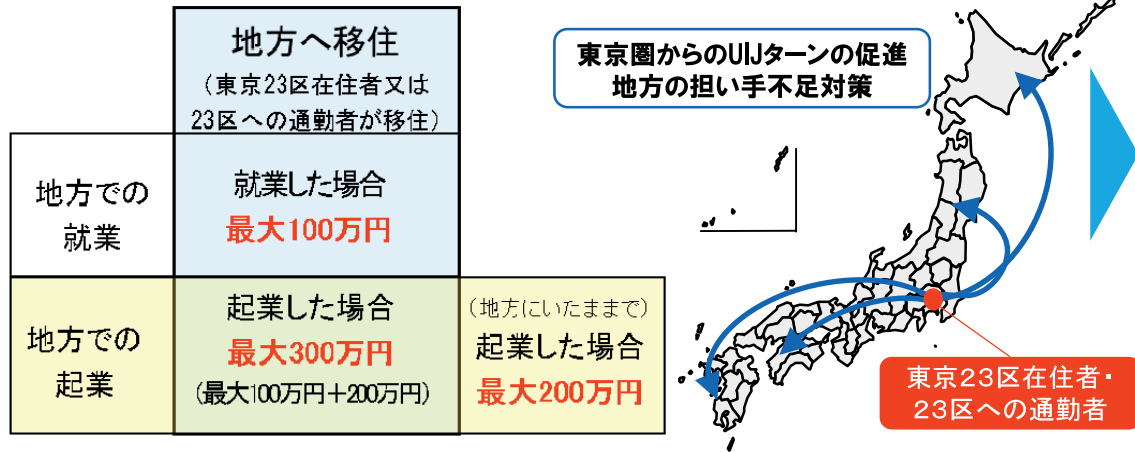 地方へ移住
(東京23区在住者又は
23区への通勤者が移住)
地方での
就業
就業した場合
最大100万円
地方での
起業
起業した場合
最大300万円
(最大100万円+200万円)
(地方にいたままで)
起業した場合
最大200万円
東京圏からのUIJターンの促進
地方の担い手不足対策
東京23区在住者・
23区への通勤者